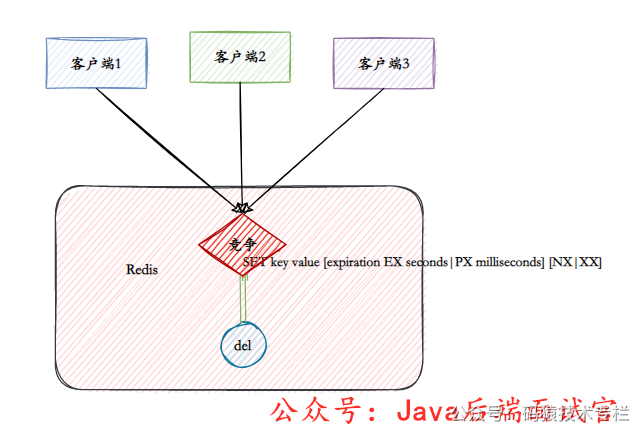 客户端1
客户端2
客户端3
竞争
SET key value [expiration EX seconds|PX milliseconds] [NX|XX]
Redis
del
公众号：Java后端面试官
公众号 · 码猿技术专栏